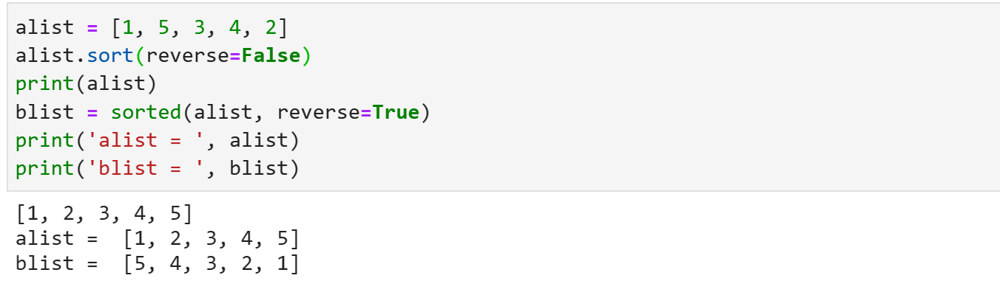 alist = [1, 5, 3, 4, 2]
alist.sort(reverse=False)
print(alist)
blist = sorted(alist, reverse=True)
print('alist = ', alist)
print('blist = ', blist)
[1, 2, 3, 4, 5]
alist =  [1, 2, 3, 4, 5]
blist =  [5, 4, 3, 2, 1]